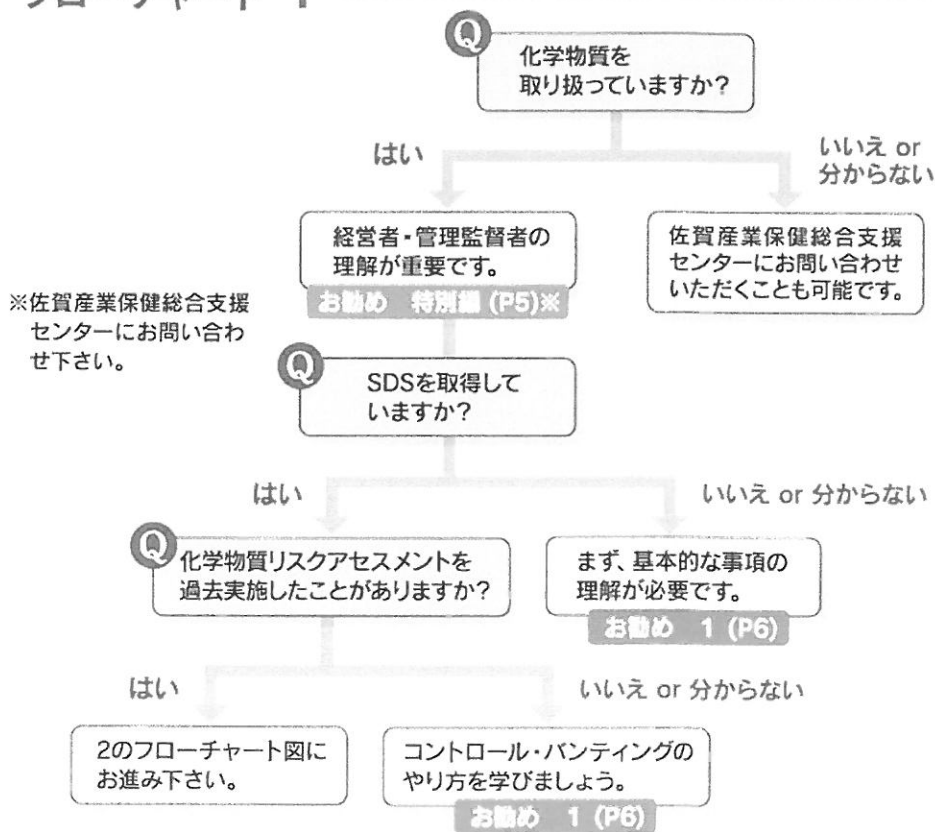 フローチャート 1
Q
化学物質を
取り扱っていますか?
はい
いいえ or
分からない
経営者・管理監督者の
理解が重要です。
お勧め 特別編 (P5)※
佐賀産業保健総合支援
センターにお問い合わせ
いただくことも可能です。
※佐賀産業保健総合支援
センターにお問い合わ
せ下さい。
Q
SDSを取得して
いますか?
はい
いいえ or 分からない
Q
化学物質リスクアセスメントを
過去実施したことがありますか?
まず、基本的な事項の
理解が必要です。
お勧め 1 (P6)
はい
いいえ or 分からない
2のフローチャート図に
お進み下さい。
コントロール・バンディングの
やり方を学びましょう。
お勧め 1 (P6)